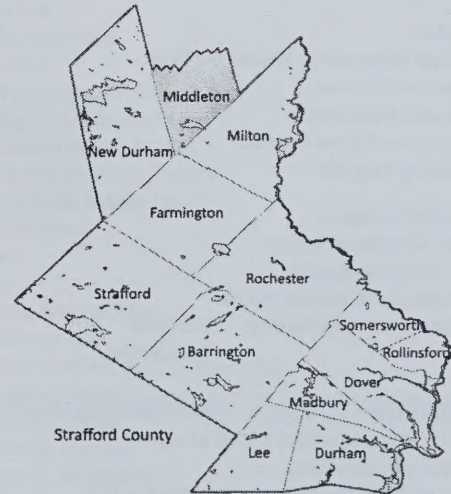 Middleton
Milton
New Durham
Farmington
Strafford
Rochester
Somersworth
Rollinsford
Barrington
Dover
Madbury
Strafford County
Lee
Durham